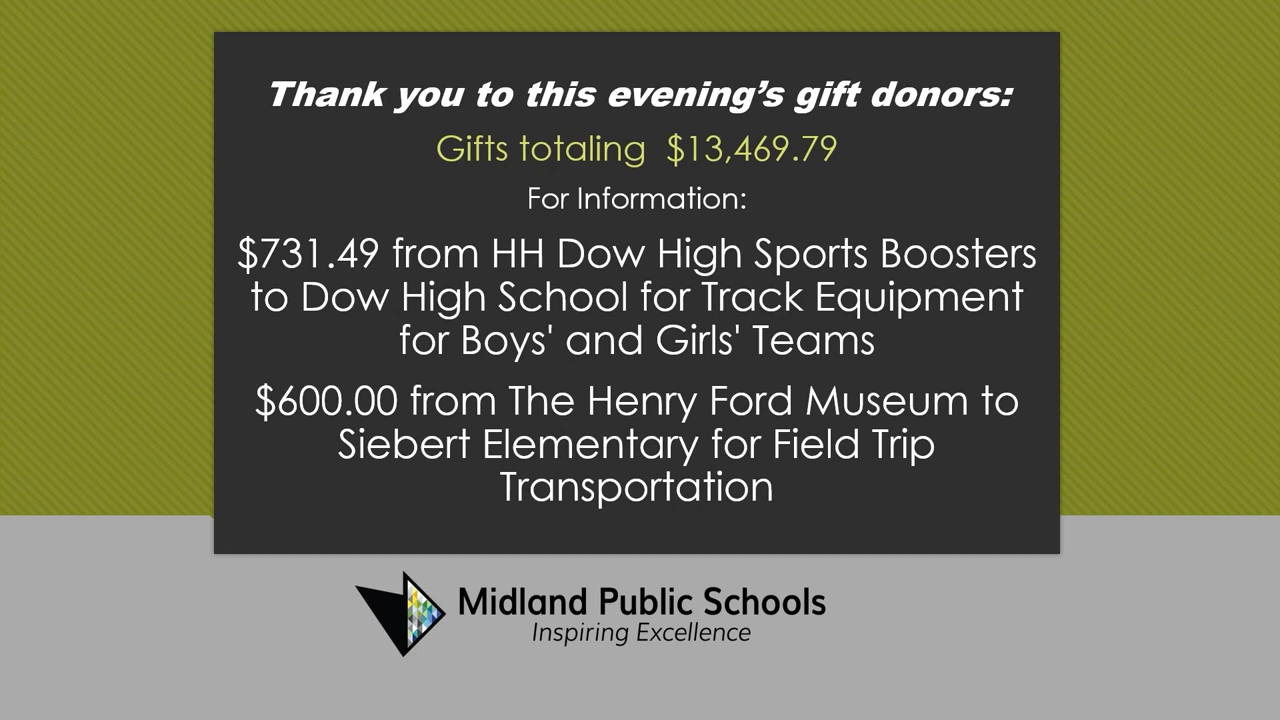 Thank you to this evening’s gift donors:
Gifts totaling  $13,469.79
For Information:
$731.49 from HH Dow High Sports Boosters
to Dow High School for Track Equipment
for Boys' and Girls' Teams
$600.00 from The Henry Ford Museum to
Siebert Elementary for Field Trip
Transportation
Midland Public Schools
Inspiring Excellence